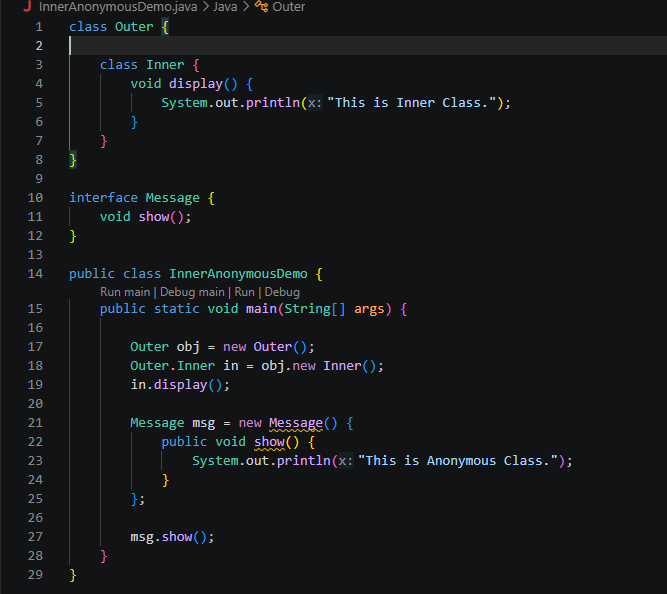 InnerAnonymousDemo.java > Java > Outer
1 class Outer {
2
3 class Inner {
4 void display() {
5 System.out.println(x: "This is Inner Class.");
6 }
7 }
8 }
9
10 interface Message {
11 void show();
12 }
13
14 public class InnerAnonymousDemo {
Run main | Debug main | Run | Debug
15 public static void main(String[] args) {
16
17 Outer obj = new Outer();
18 Outer.Inner in = obj.new Inner();
19 in.display();
20
21 Message msg = new Message() {
22 public void show() {
23 System.out.println(x: "This is Anonymous Class.");
24 }
25 };
26
27 msg.show();
28 }
29 }